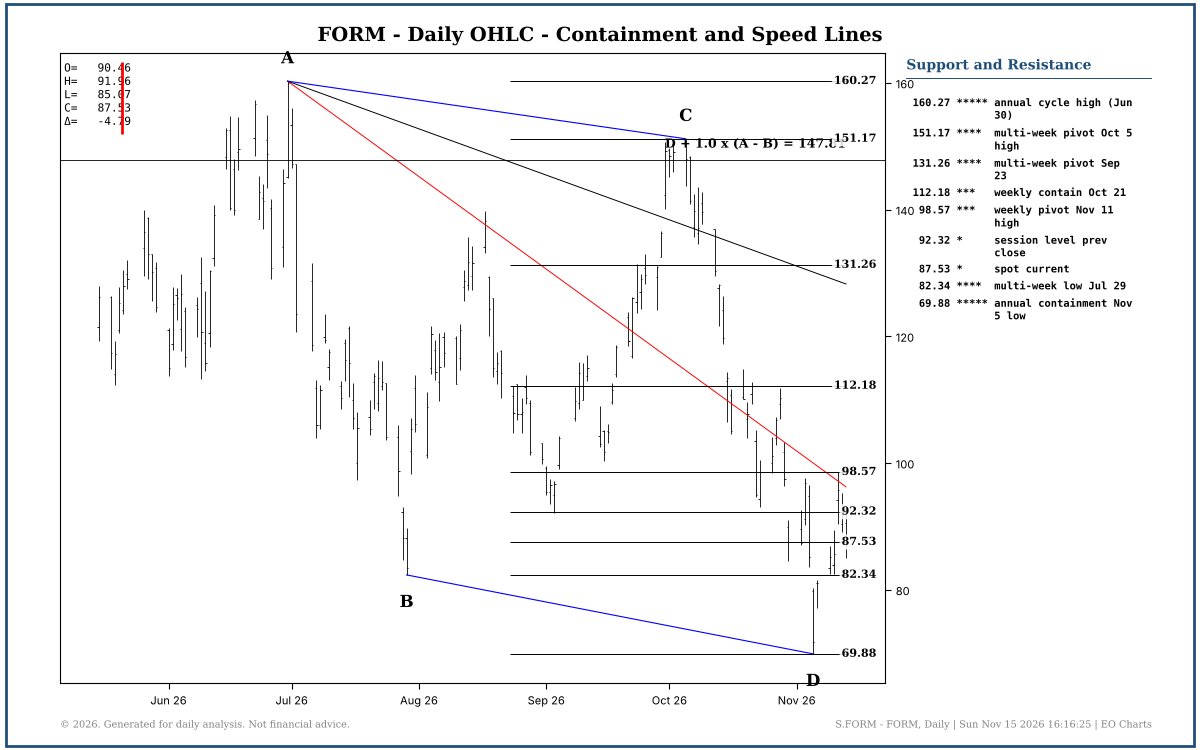 FORM - Daily OHLC - Containment and Speed Lines
A
O= 90.46
H= 91.96
L= 85.07
C= 87.53
Δ= -4.79
160.27
C
151.17
D + 1.0 x (A - B) =
131.26
112.18
98.57
92.32
87.53
82.34
B
69.88
D
160
140
120
100
80
Jun 26
Jul 26
Aug 26
Sep 26
Oct 26
Nov 26
Support and Resistance
160.27 ***** annual cycle high (Jun
30)
151.17 **** multi-week pivot Oct 5
high
131.26 **** multi-week pivot Sep
23
112.18 *** weekly contain Oct 21
98.57 *** weekly pivot Nov 11
high
92.32 * session level prev
close
87.53 * spot current
82.34 **** multi-week low Jul 29
69.88 ***** annual containment Nov
5 low
© 2026. Generated for daily analysis. Not financial advice.
S.FORM - FORM, Daily | Sun Nov 15 2026 16:16:25 | EO Charts